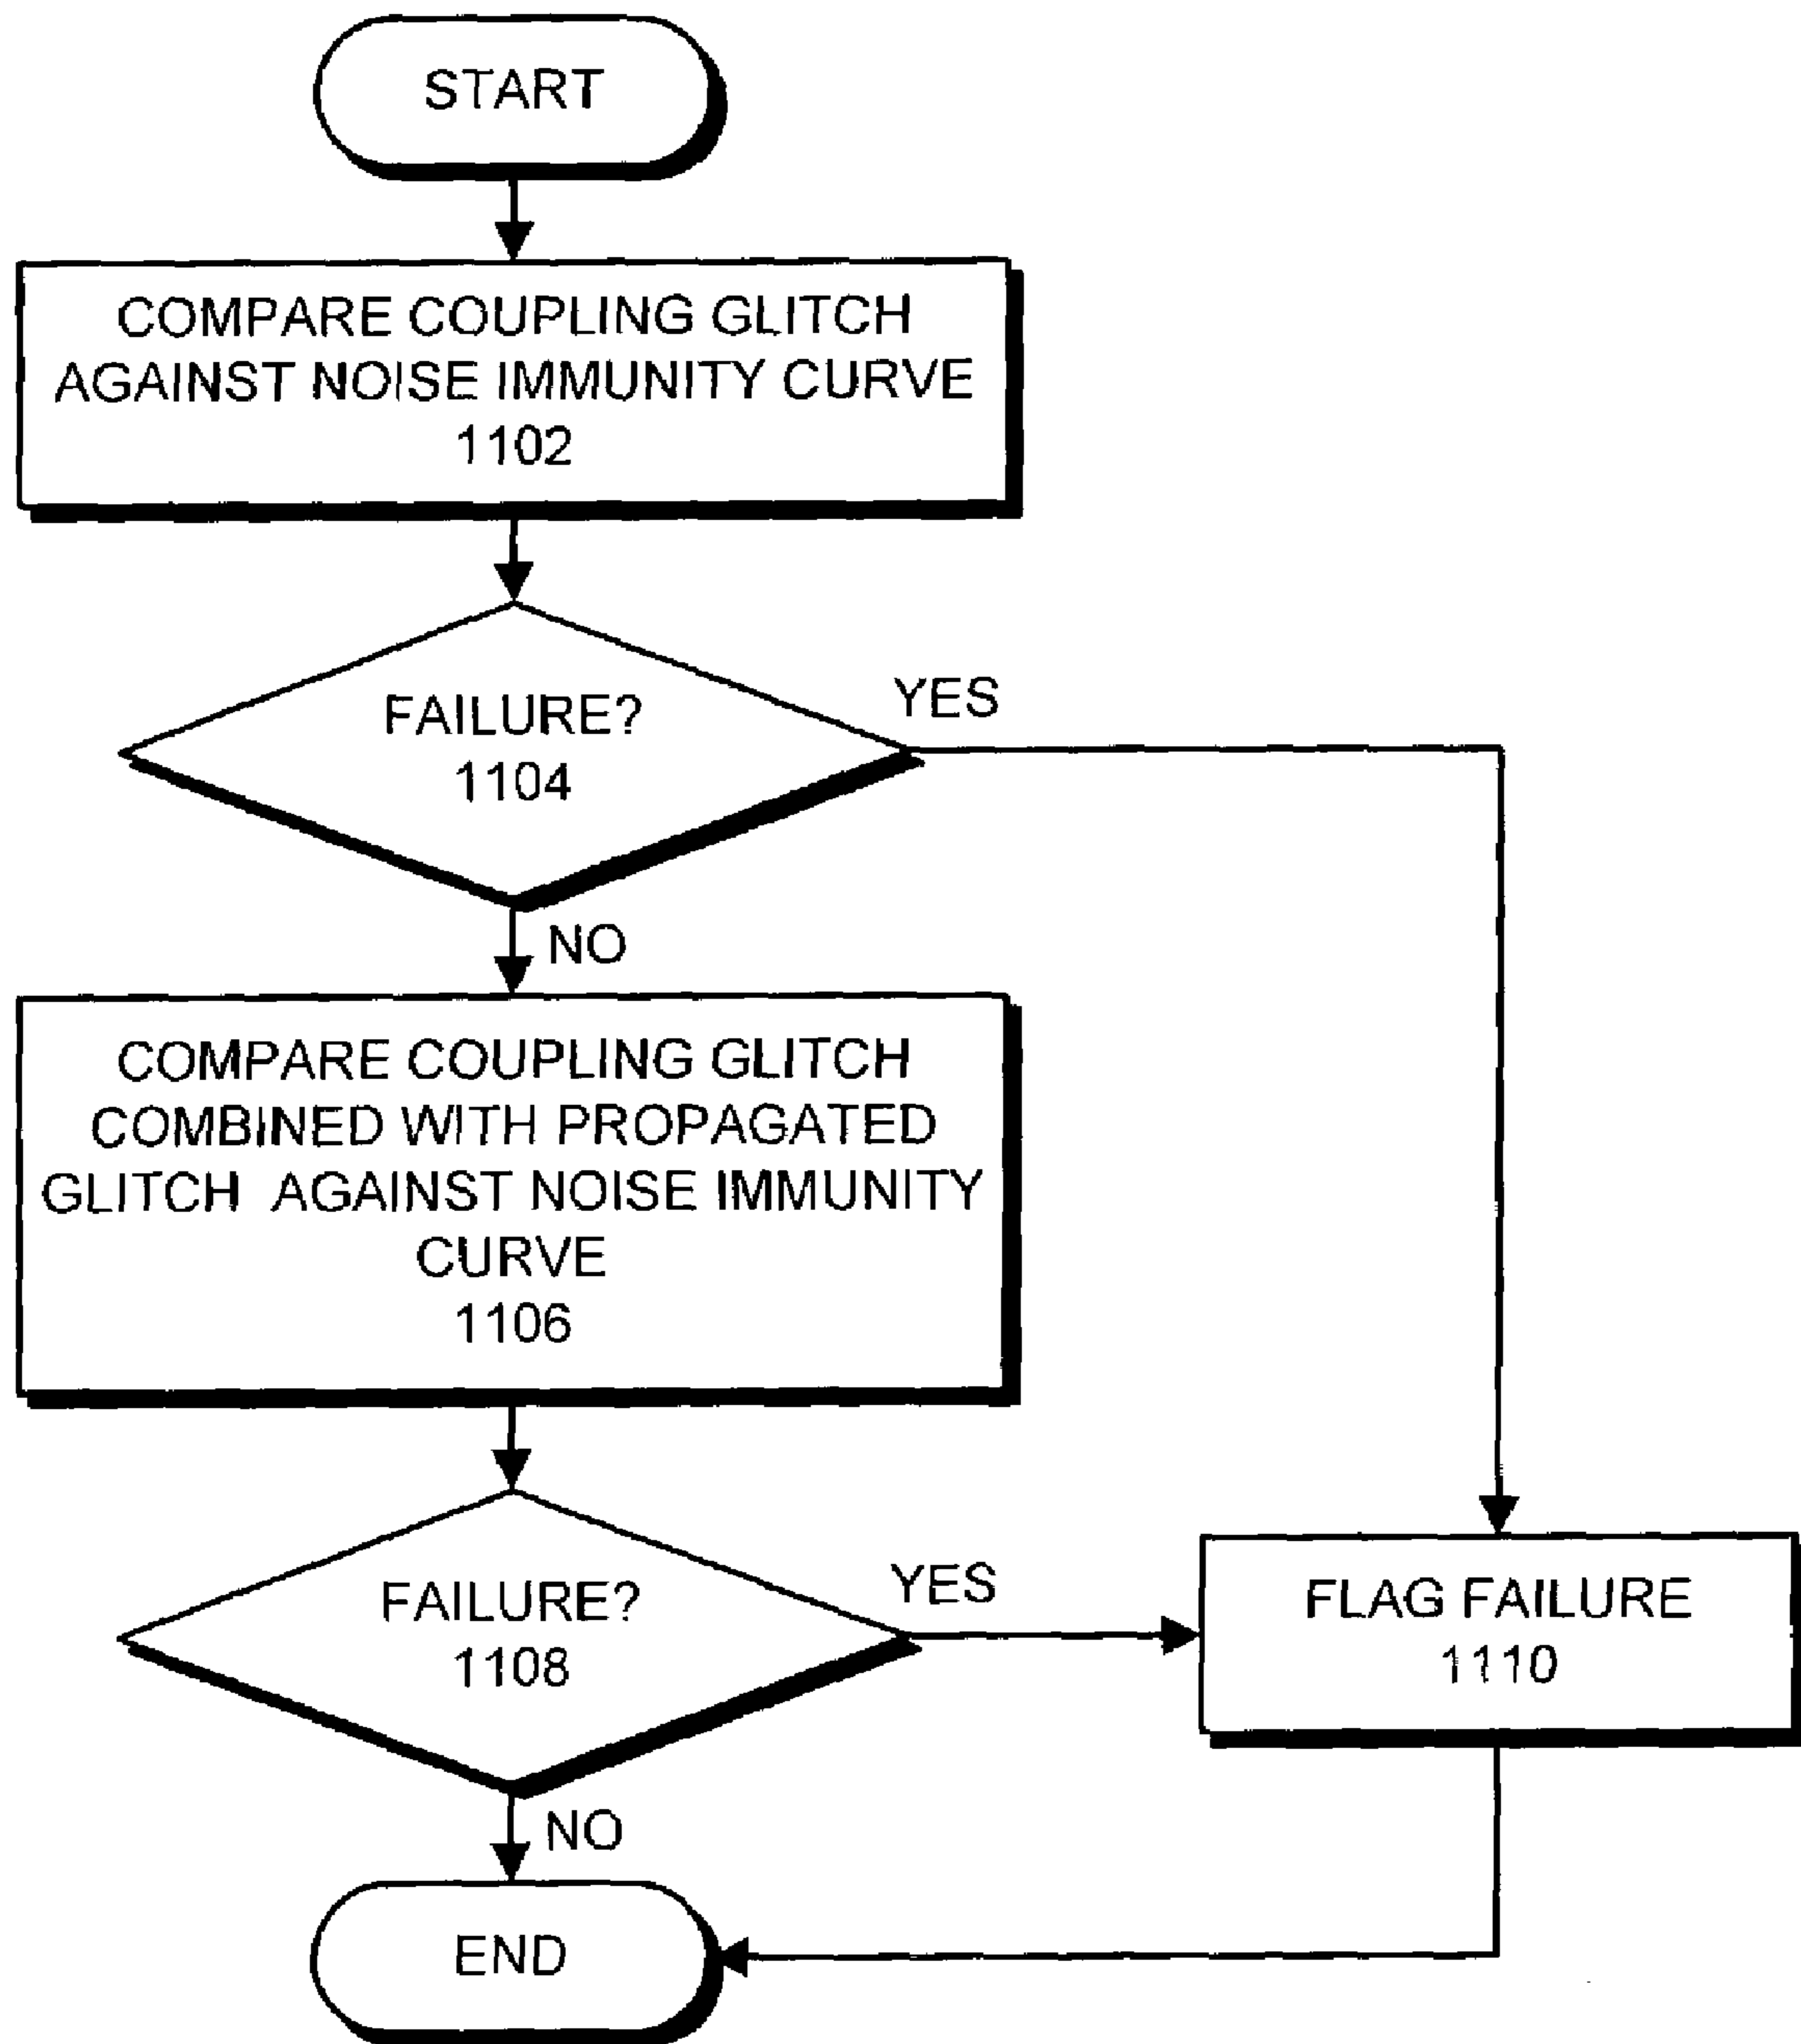 START
COMPARE COUPLING GLITCH
AGAINST NOISE IMMUNITY CURVE
1102
FAILURE?
1104
YES
NO
COMPARE COUPLING GLITCH
COMBINED WITH PROPAGATED
GLITCH AGAINST NOISE IMMUNITY
CURVE
1106
FAILURE?
1108
YES
FLAG FAILURE
1110
NO
END